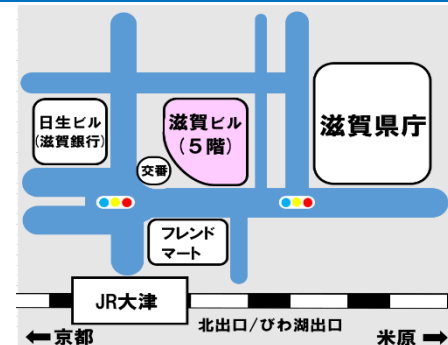 日生ビル
(滋賀銀行)
滋賀ビル
(5階)
滋賀県庁
交番
フレンド
マート
JR大津
北出口/びわ湖出口
←京都
米原→